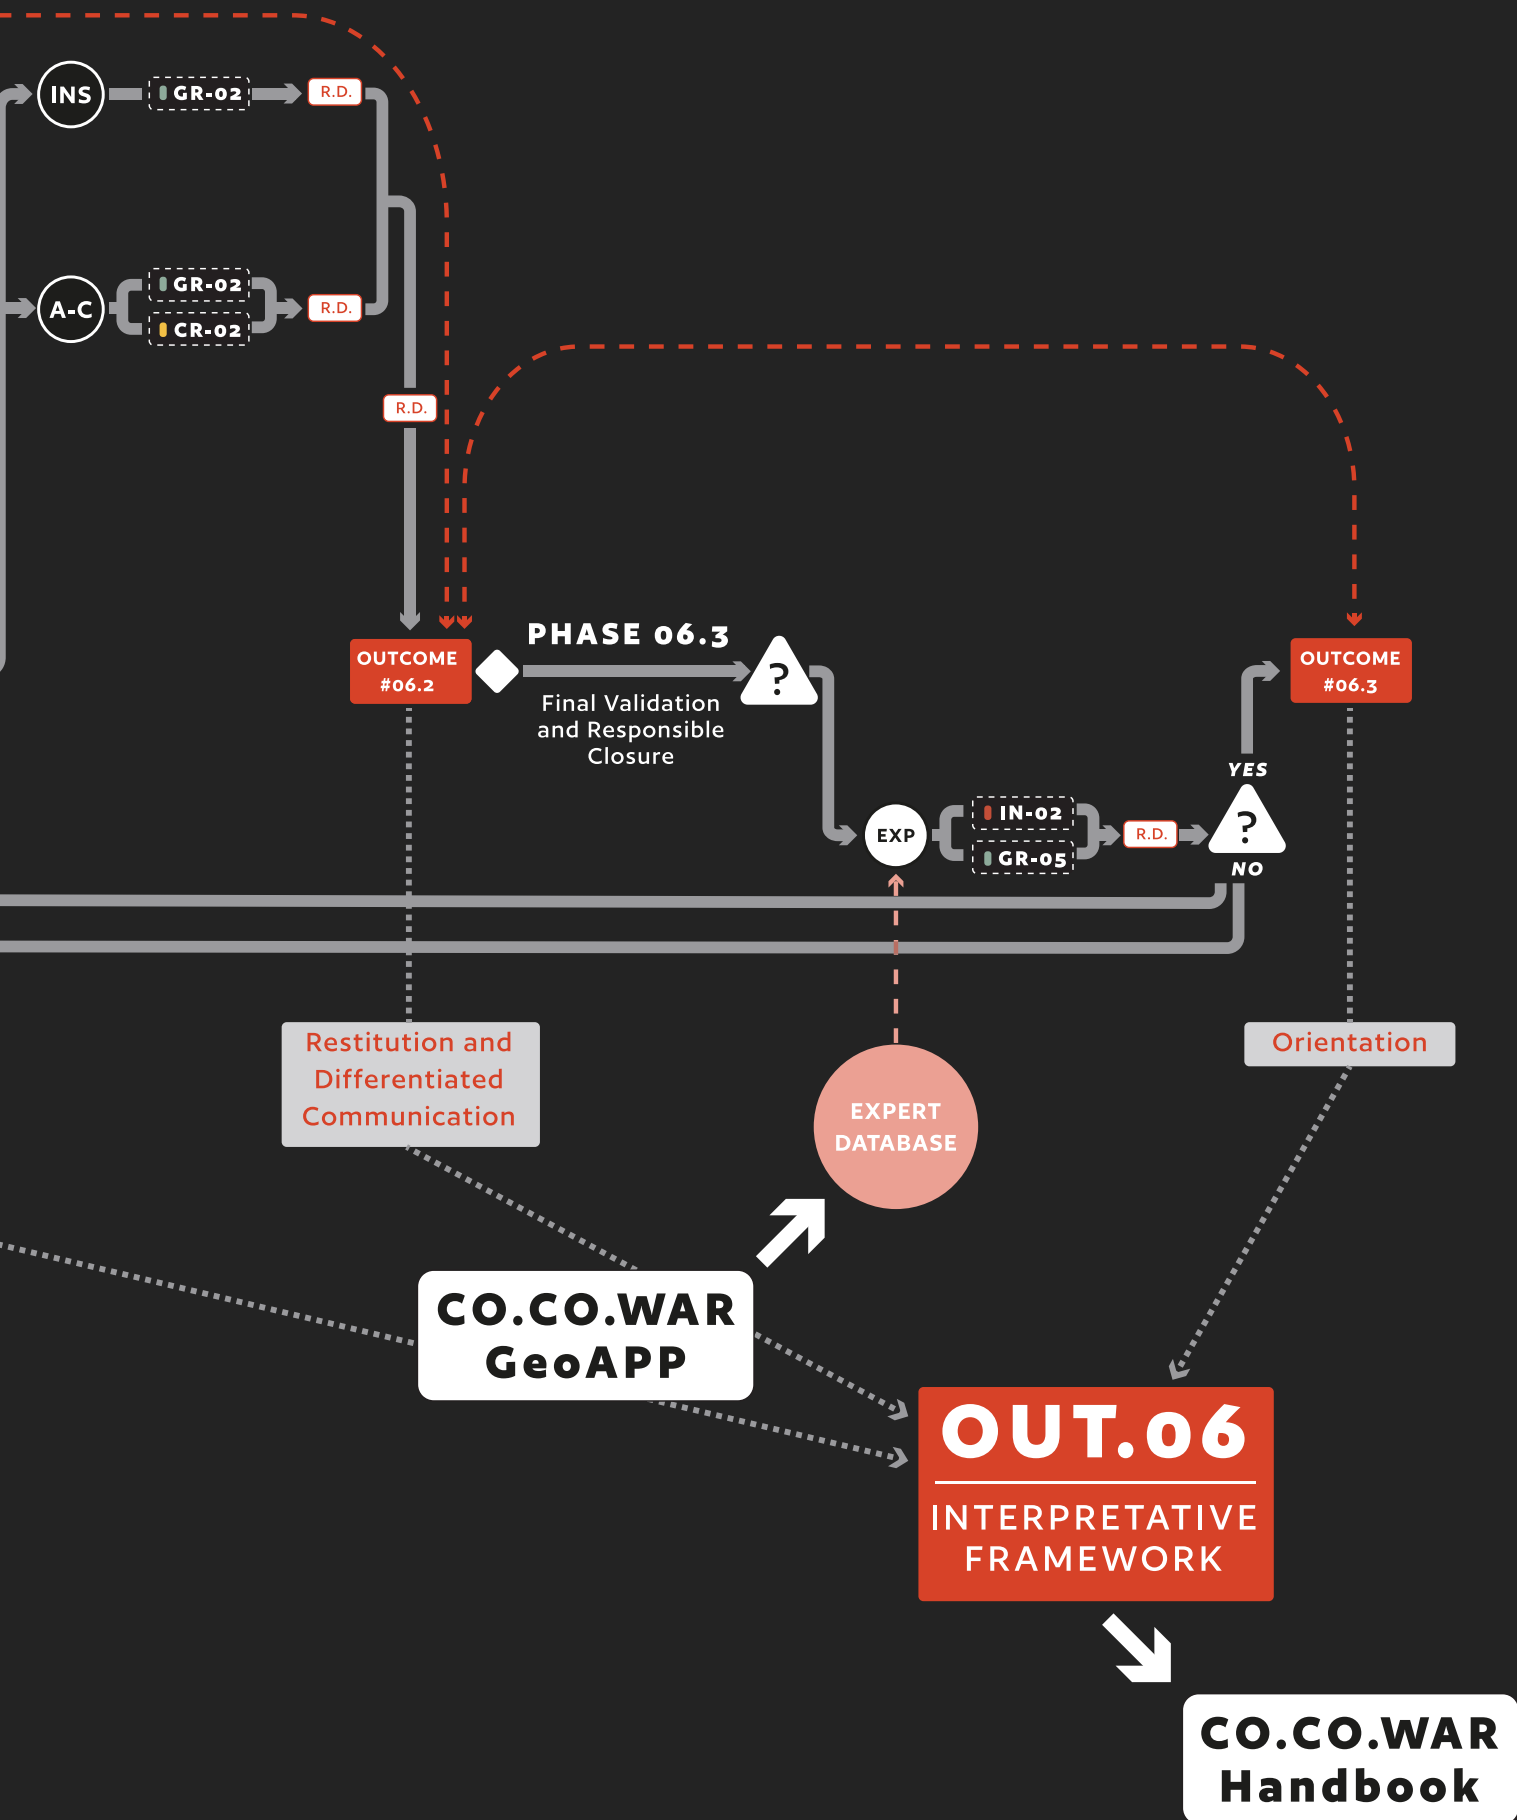 INS
GR-02
R.D.
A-C
GR-02
CR-02
R.D.
R.D.
OUTCOME
#06.2
PHASE 06.3
?
Final Validation
and Responsible
Closure
OUTCOME
#06.3
YES
EXP
IN-02
GR-05
R.D.
?
NO
Restitution and
Differentiated
Communication
EXPERT
DATABASE
Orientation
CO.CO.WAR
GeoAPP
OUT.06
INTERPRETATIVE
FRAMEWORK
CO.CO.WAR
Handbook